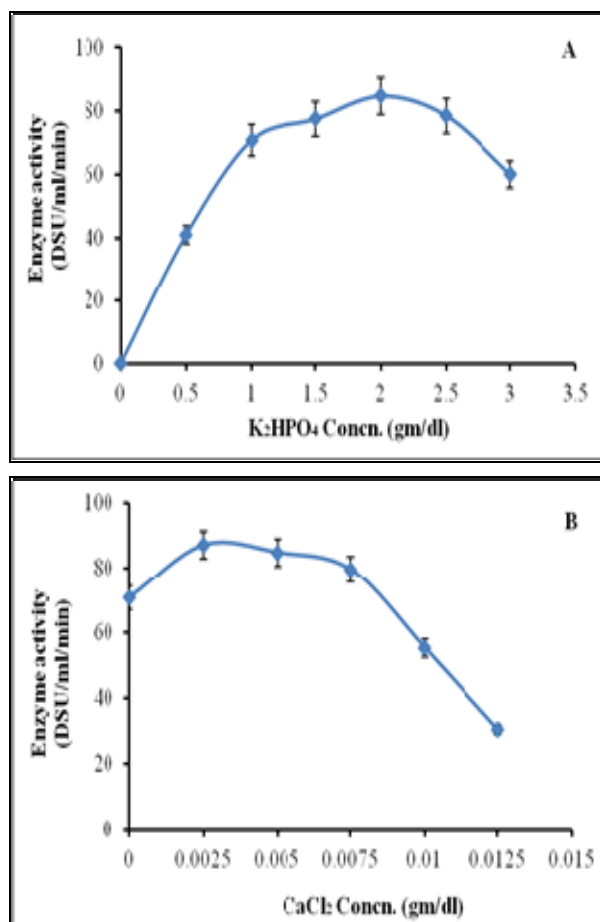 A
Enzyme activity
(DSU/ml/min)
100
80
60
40
20
0
0 0.5 1 1.5 2 2.5 3 3.5
K₂HPO₄ Concn. (gm/dl)
B
Enzyme activity
(DSU/ml/min)
100
80
60
40
20
0
0 0.0025 0.005 0.0075 0.01 0.0125 0.015
CaCl₂ Concn. (gm/dl)